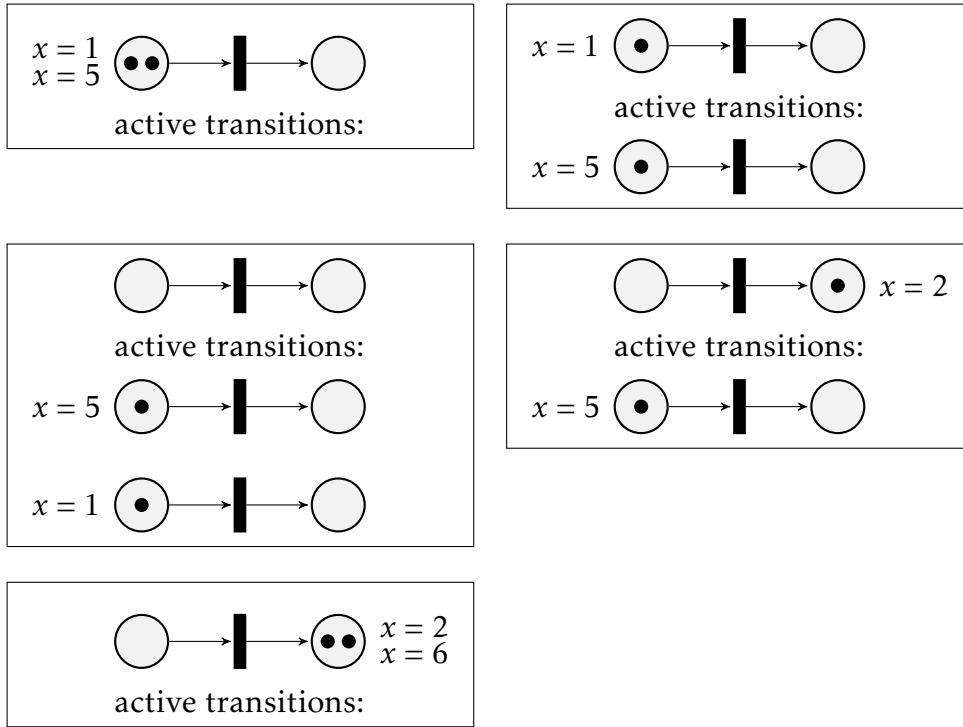 x = 1
x = 5
active transitions:
x = 1
active transitions:
x = 5
active transitions:
x = 5
x = 1
x = 2
active transitions:
x = 5
x = 2
x = 6
active transitions: